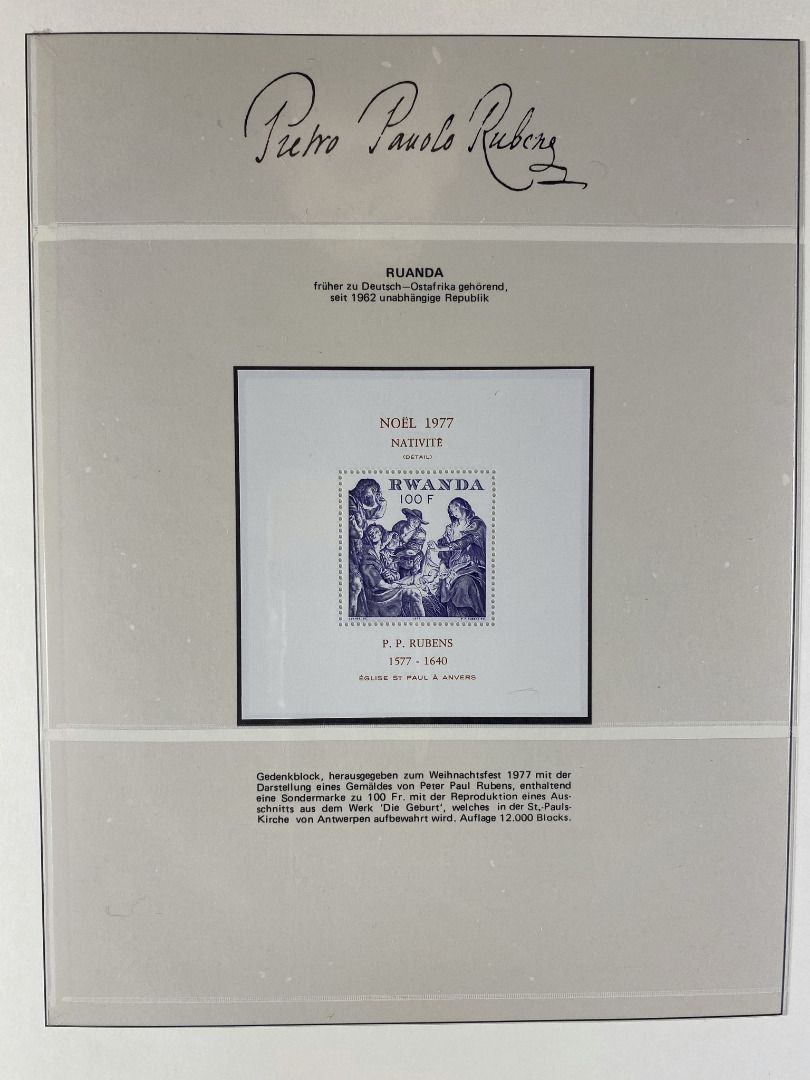 Pietro Pauolo Rubens
RUANDA
früher zu Deutsch—Ostafrika gehörend,
seit 1962 unabhängige Republik
NOËL 1977
NATIVITÉ
(DÉTAIL)
RWANDA
100 F
P. P. RUBENS
1577 - 1640
ÉGLISE ST PAUL À ANVERS
Gedenkblock, herausgegeben zum Weihnachtsfest 1977 mit der
Darstellung eines Gemäldes von Peter Paul Rubens, enthaltend
eine Sondermarke zu 100 Fr. mit der Reproduktion eines Aus-
schnitts aus dem Werk 'Die Geburt', welches in der St.-Pauls-
Kirche von Antwerpen aufbewahrt wird. Auflage 12.000 Blocks.